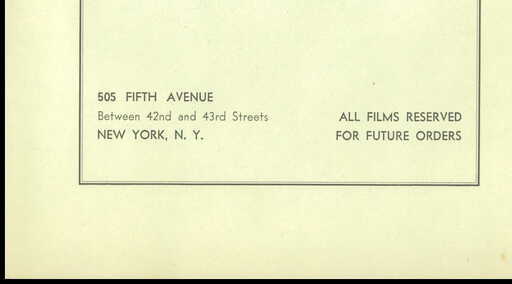 505 FIFTH AVENUE
Between 42nd and 43rd Streets
NEW YORK, N. Y.
ALL FILMS RESERVED
FOR FUTURE ORDERS